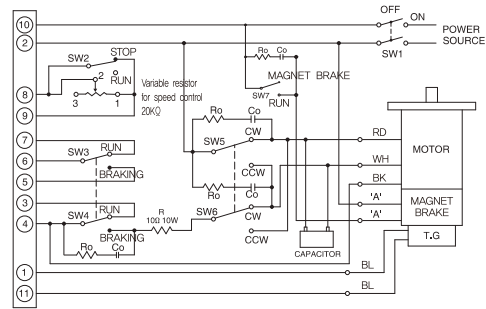 OFF
ON
POWER
SOURCE
SW1
10
2
Ro Co
MAGNET BRAKE
SW7
RUN
STOP
SW2
RUN
2
3
1
8
9
Variable resistor
for speed control
20KΩ
Ro
Co
CW
SW5
CCW
Ro
Co
SW6
CW
CCW
7
6
5
3
4
RUN
SW3
BRAKING
RUN
SW4
BRAKING
Ro
Co
R
10Ω 10W
CAPACITOR
RD
WH
BK
'A'
'A'
MOTOR
MAGNET
BRAKE
T.G
1
BL
11
BL